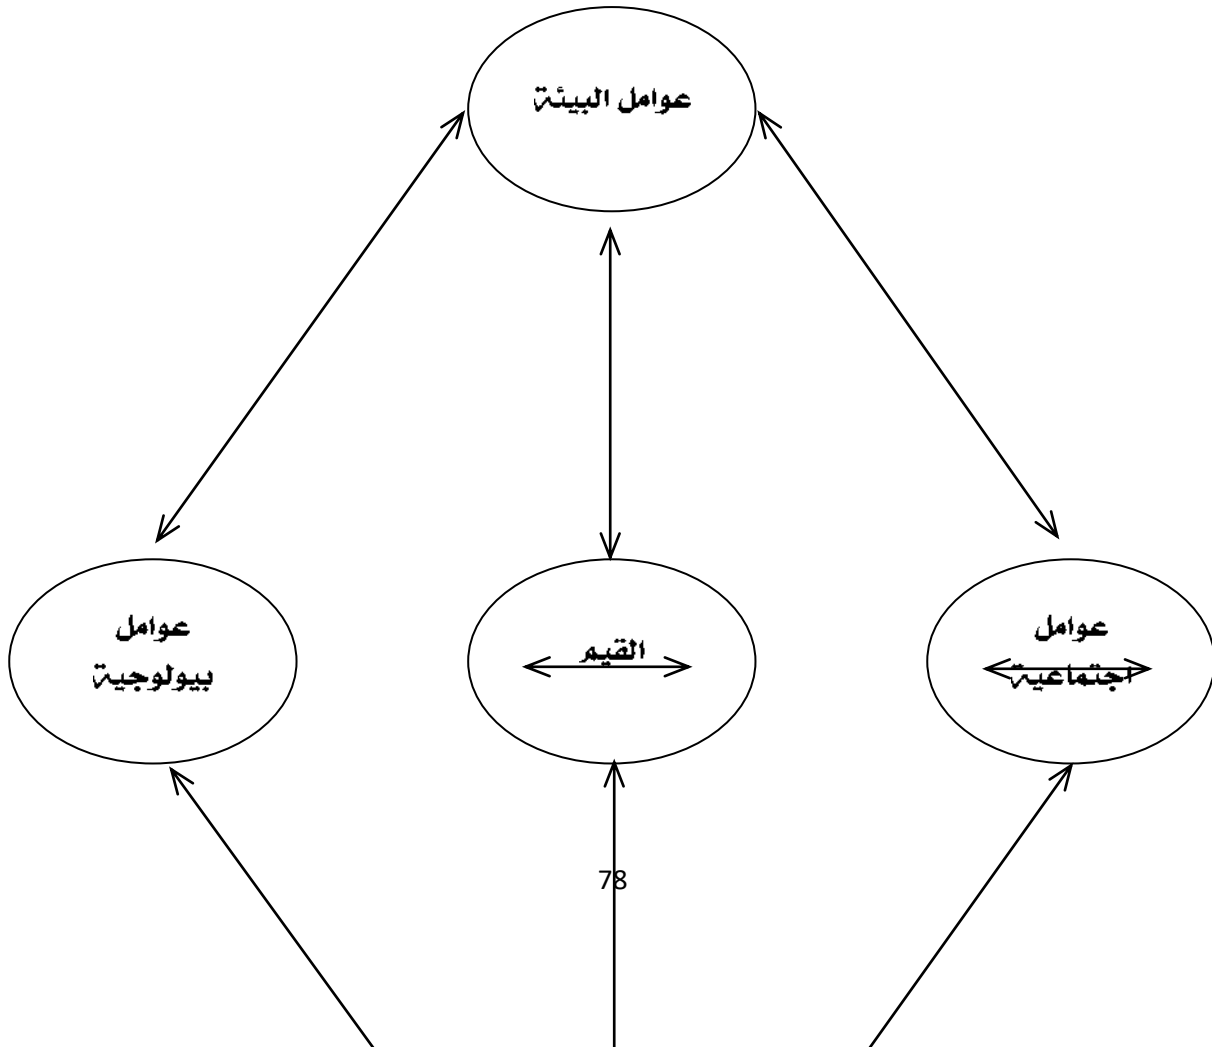 عوامل البيئة
عوامل
اجتماعية
القيم
عوامل
بيولوجية
78